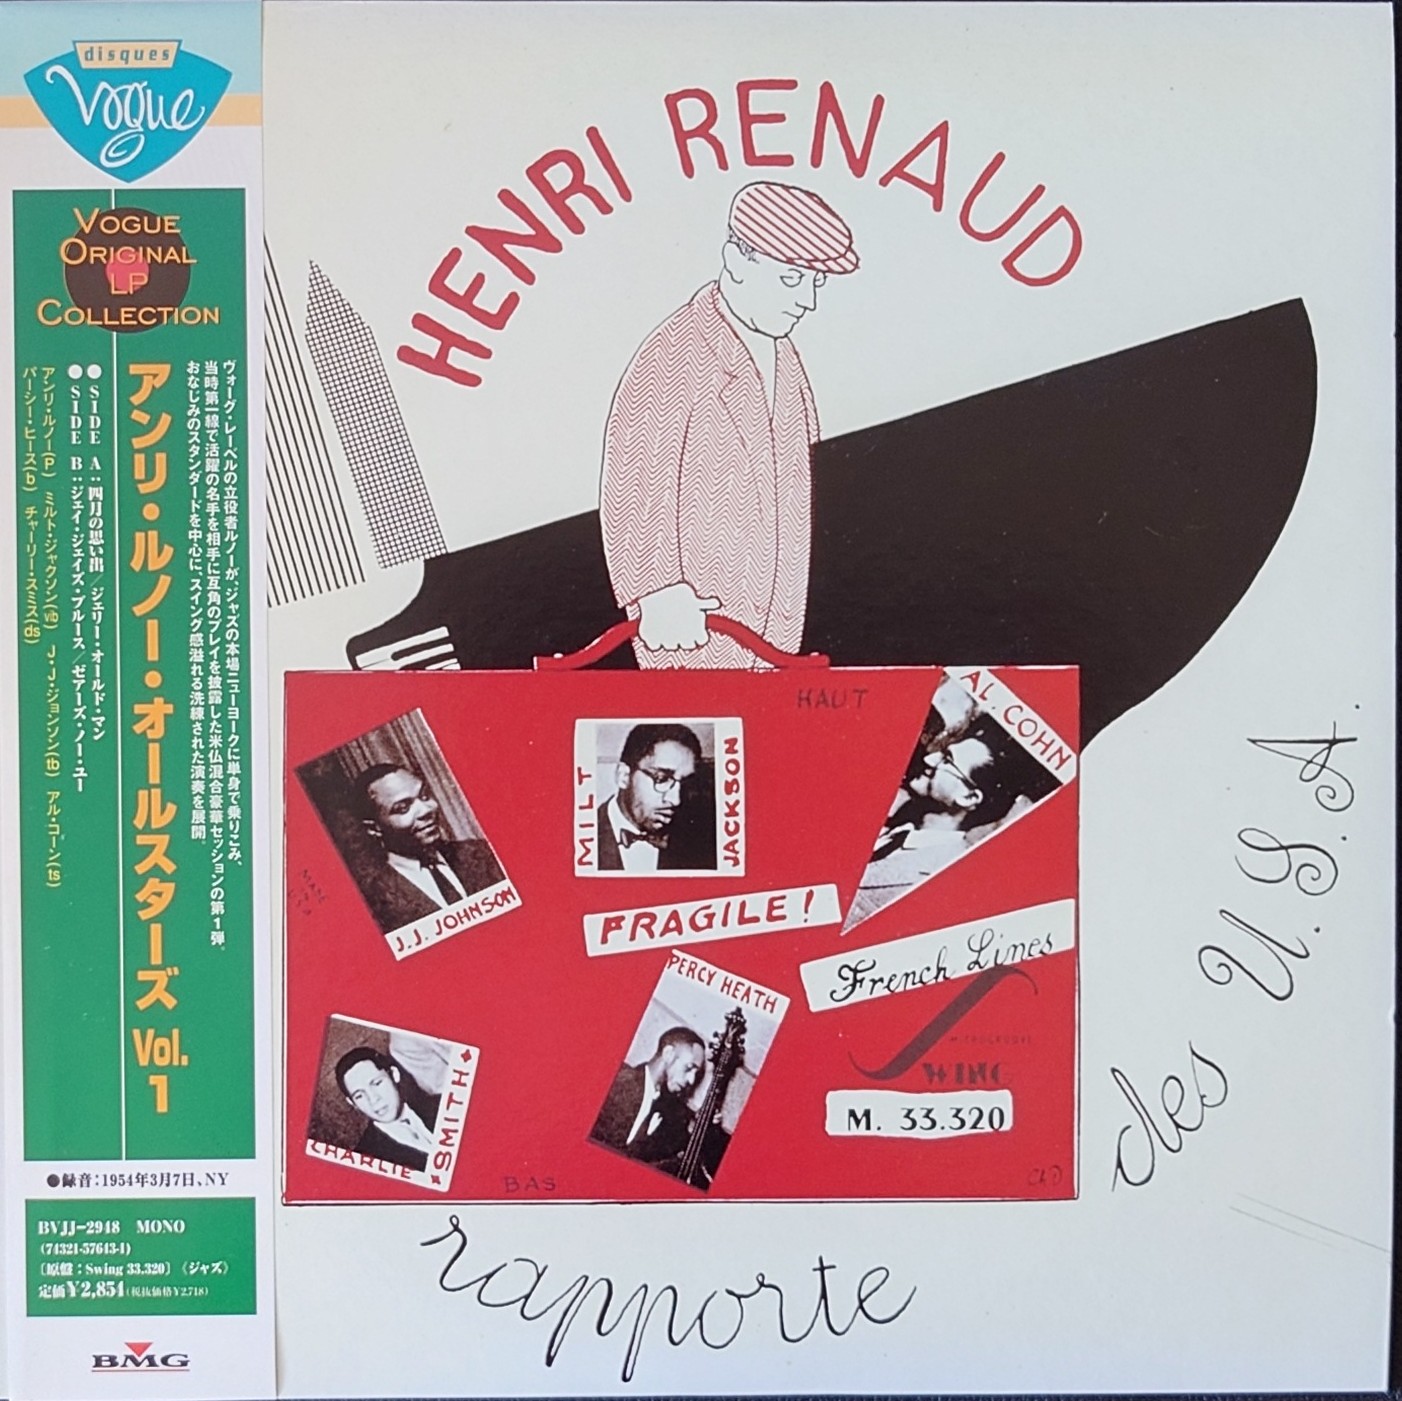 disques
Vogue
VOGUE
ORIGINAL
LP
COLLECTION
ヴォーグ・レーベルの立役者ルノーが、ジャズの本場ニューヨークに単身で乗りこみ、
当時第一線で活躍の名手を相手に互角のプレイを披露した米仏混合豪華セッションの第1弾。
おなじみのスタンダードを中心に、スイング感溢れる洗練された演奏を展開。
アンリ・ルノー・オールスターズ Vol. 1
●SIDE A:四月の思い出/ジェリー・オールド・マン
●SIDE B:ジェイ・ジェイズ・ブルース/ゼアーズ・ノー・ユー
アンリ・ルノー(p) ミルト・ジャクソン(vib) J・J・ジョンソン(tb) アル・コーン(ts)
パーシー・ヒース(b) チャーリー・スミス(ds)
●録音:1954年3月7日、NY
BVJJ-2948 MONO
(74321-57643-1)
〔原盤:Swing 33.320〕《ジャズ》
定価¥2,854(税抜価格¥2,718)
BMG
HENRI RENAUD
HAUT
J.J. JOHNSON
MILT JACKSON
AL. COHN
MADE
FRAGILE!
PERCY HEATH
French Lines
SWING
M. 33.320
CHARLIE SMITH
BAS
Ch D
rapporte
des U.S.A.